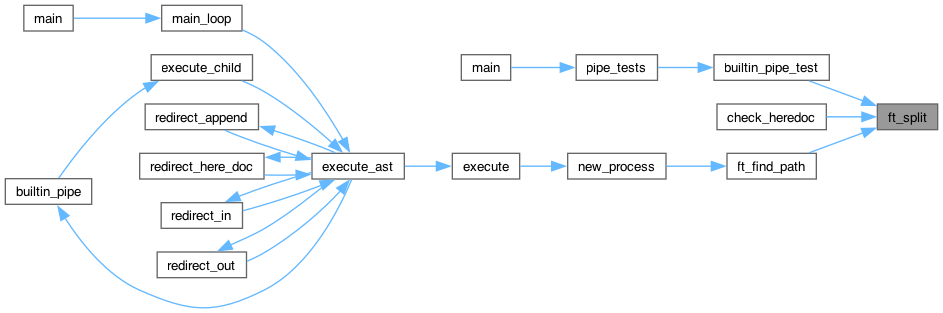 main
main_loop
execute_child
main
pipe_tests
builtin_pipe_test
redirect_append
check_heredoc
ft_split
redirect_here_doc
execute_ast
execute
new_process
ft_find_path
builtin_pipe
redirect_in
redirect_out